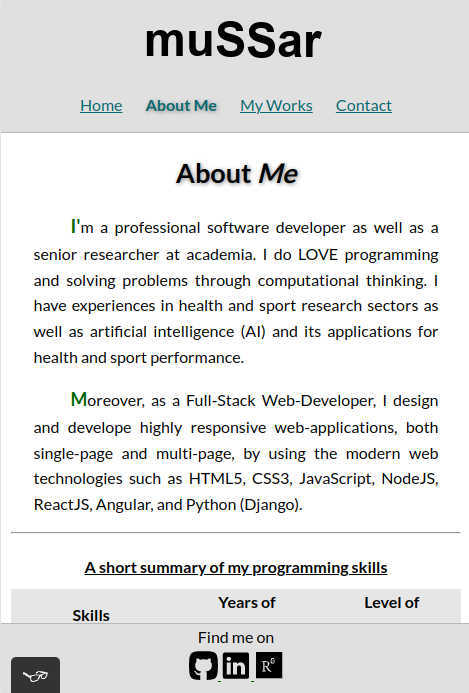 muSSar
Home About Me My Works Contact
About Me
I'm a professional software developer as well as a
senior researcher at academia. I do LOVE programming
and solving problems through computational thinking. I
have experiences in health and sport research sectors as
well as artificial intelligence (AI) and its applications for
health and sport performance.
Moreover, as a Full-Stack Web-Developer, I design
and develope highly responsive web-applications, both
single-page and multi-page, by using the modern web
technologies such as HTML5, CSS3, JavaScript, NodeJS,
ReactJS, Angular, and Python (Django).
A short summary of my programming skills
Skills Years of Level of
Find me on
in R G